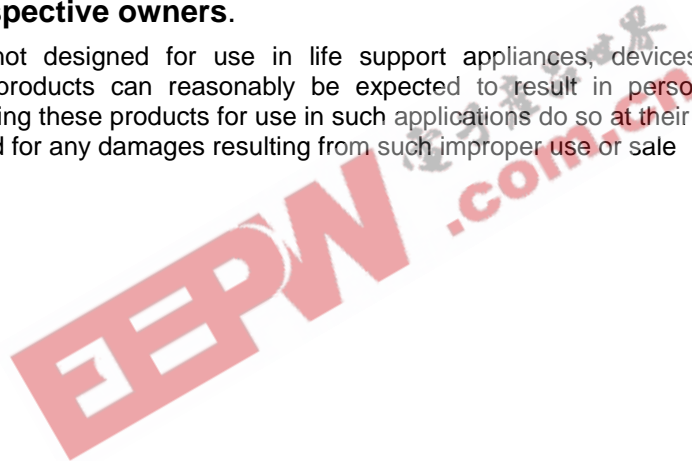 spective owners.
not designed for use in life support appliances, devices
products can reasonably be expected to result in perso
ing these products for use in such applications do so at their
d for any damages resulting from such improper use or sale
EEPW
.com.cn